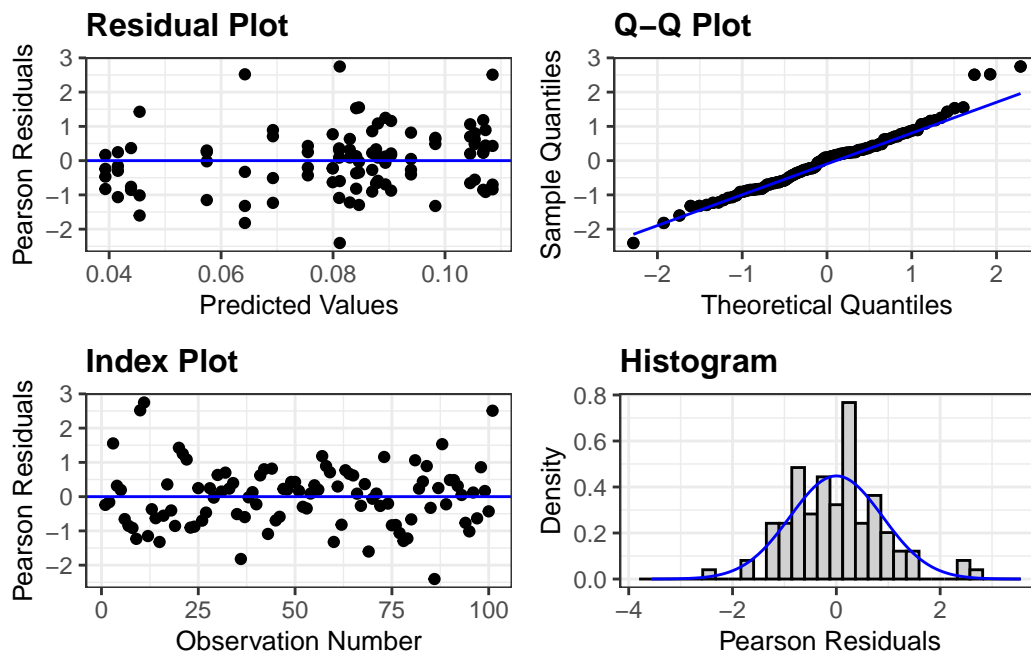 Residual Plot
Pearson Residuals
3
2
1
0
−1
−2
0.04 0.06 0.08 0.10
Predicted Values
Q−Q Plot
Sample Quantiles
3
2
1
0
−1
−2
−2 −1 0 1 2
Theoretical Quantiles
Index Plot
Pearson Residuals
3
2
1
0
−1
−2
0 25 50 75 100
Observation Number
Histogram
Density
0.8
0.6
0.4
0.2
0.0
−4 −2 0 2
Pearson Residuals